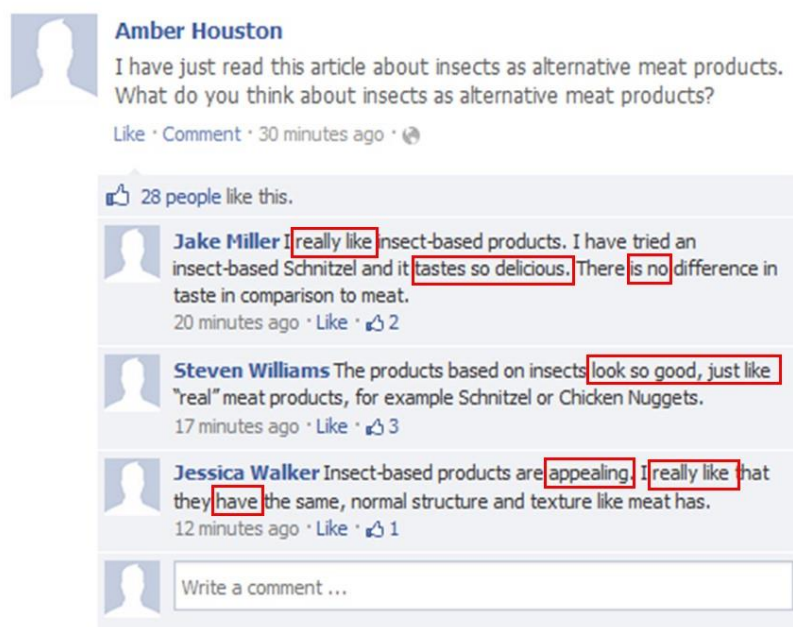 Amber Houston
I have just read this article about insects as alternative meat products.
What do you think about insects as alternative meat products?
Like · Comment · 30 minutes ago ·
28 people like this.
Jake Miller I really like insect-based products. I have tried an
insect-based Schnitzel and it tastes so delicious. There is no difference in
taste in comparison to meat.
20 minutes ago · Like · 2
Steven Williams The products based on insects look so good, just like
"real" meat products, for example Schnitzel or Chicken Nuggets.
17 minutes ago · Like · 3
Jessica Walker Insect-based products are appealing. I really like that
they have the same, normal structure and texture like meat has.
12 minutes ago · Like · 1
Write a comment ...